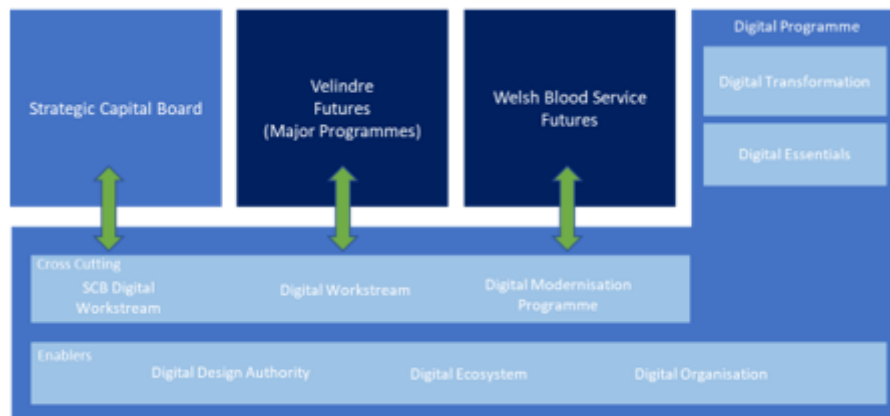 Digital Programme
Strategic Capital Board
Velindre
Futures
(Major Programmes)
Welsh Blood Service
Futures
Digital Transformation
Digital Essentials
Cross Cutting
SCB Digital
Workstream
Digital Workstream
Digital Modernisation
Programme
Enablers
Digital Design Authority
Digital Ecosystem
Digital Organisation